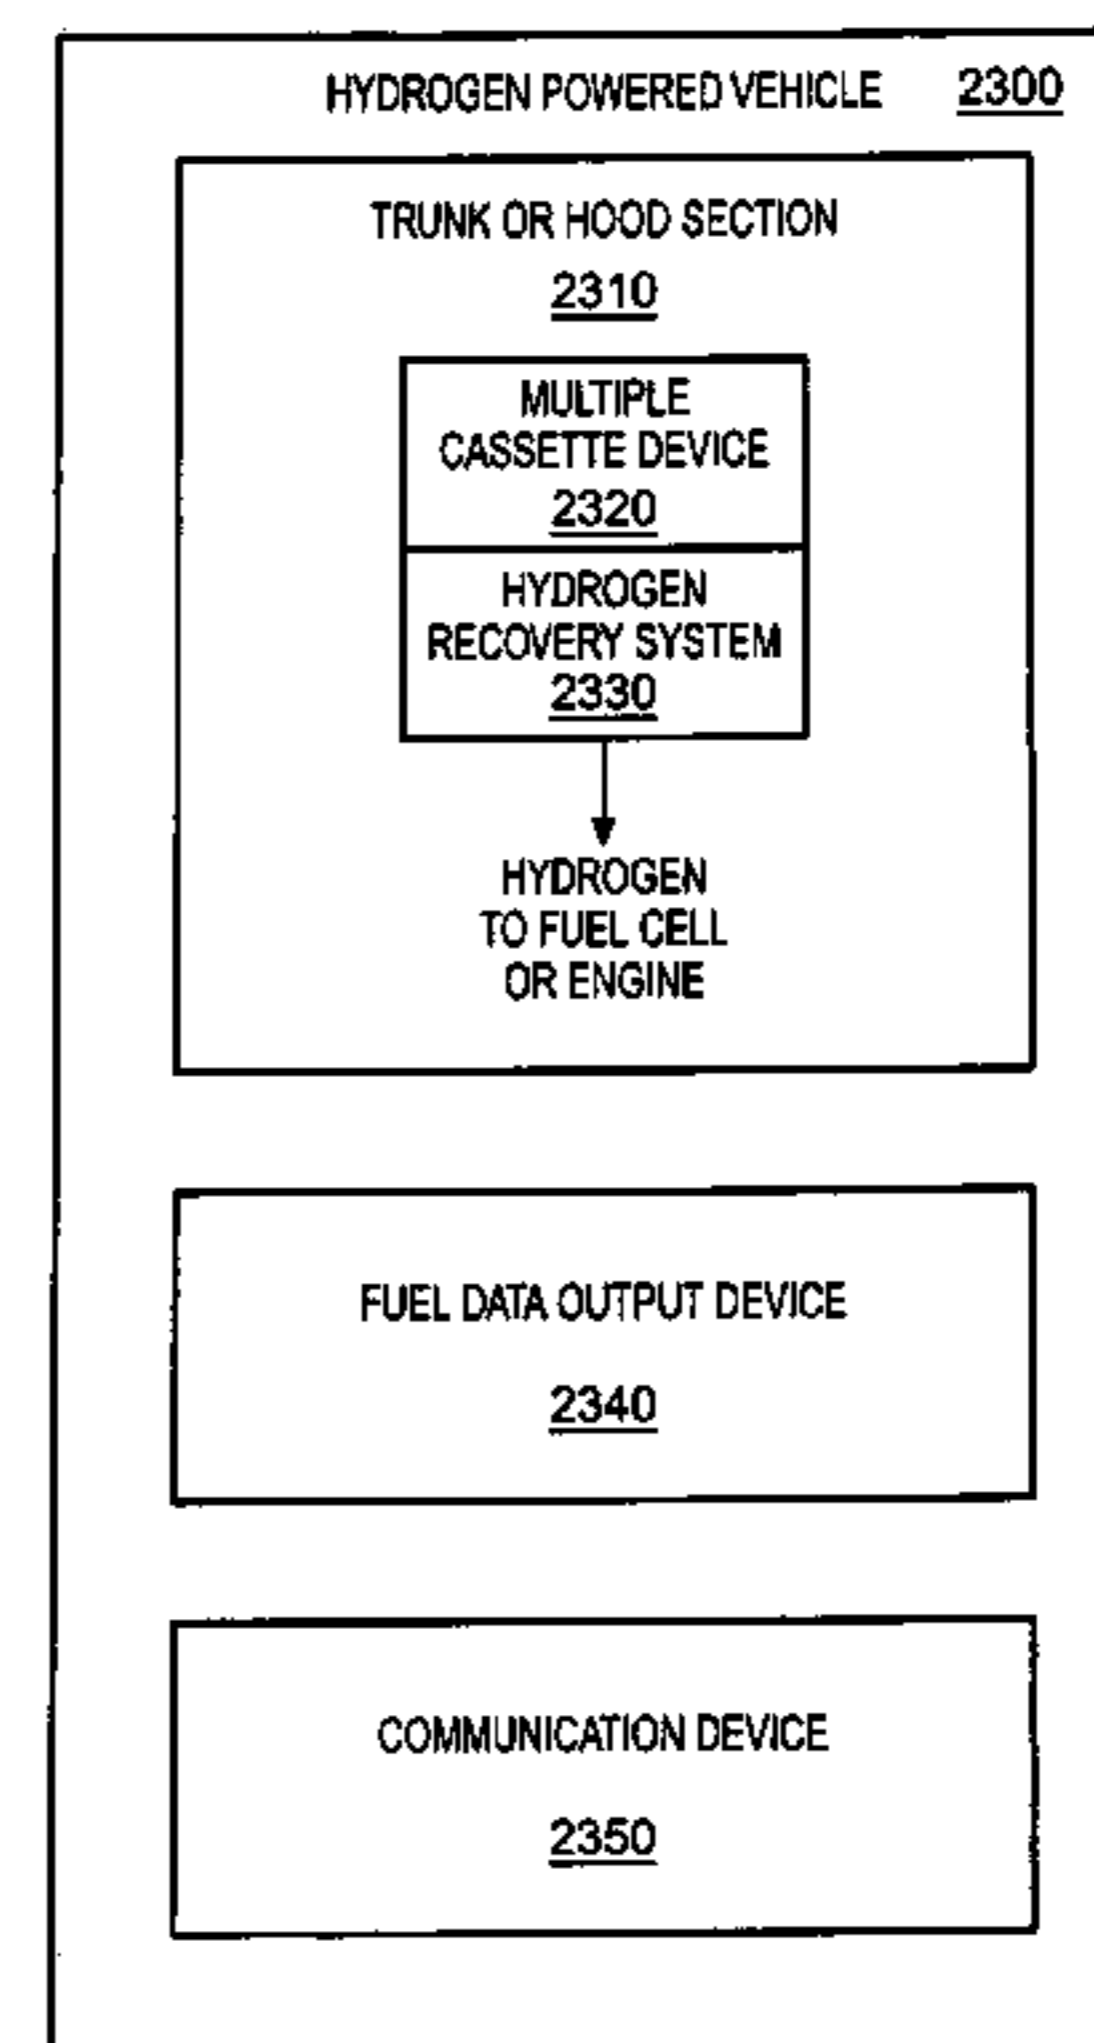 HYDROGEN POWERED VEHICLE 2300
TRUNK OR HOOD SECTION
2310
MULTIPLE
CASSETTE DEVICE
2320
HYDROGEN
RECOVERY SYSTEM
2330
HYDROGEN
TO FUEL CELL
OR ENGINE
FUEL DATA OUTPUT DEVICE
2340
COMMUNICATION DEVICE
2350